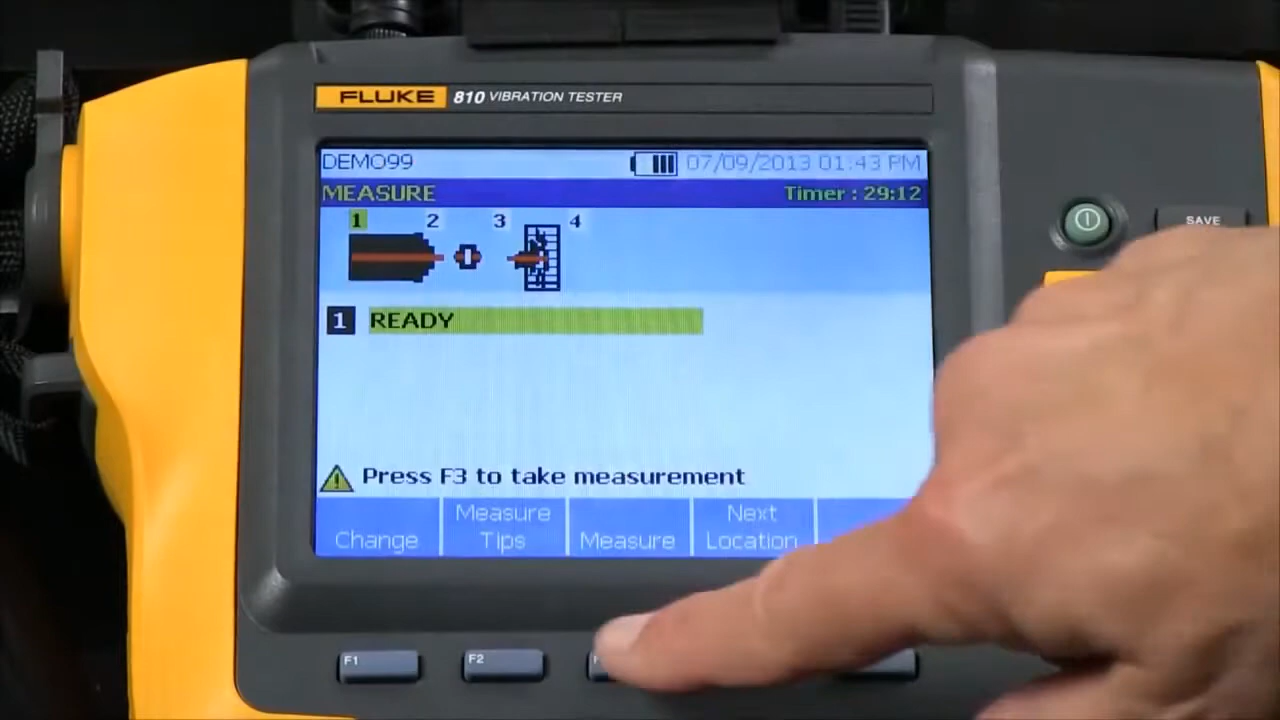 FLUKE 810 VIBRATION TESTER
DEMO99 07/09/2013 01:43 PM
MEASURE Timer : 29:12
1 2 3 4
1 READY
Press F3 to take measurement
Change Measure Tips Measure Next Location
F1 F2
SAVE